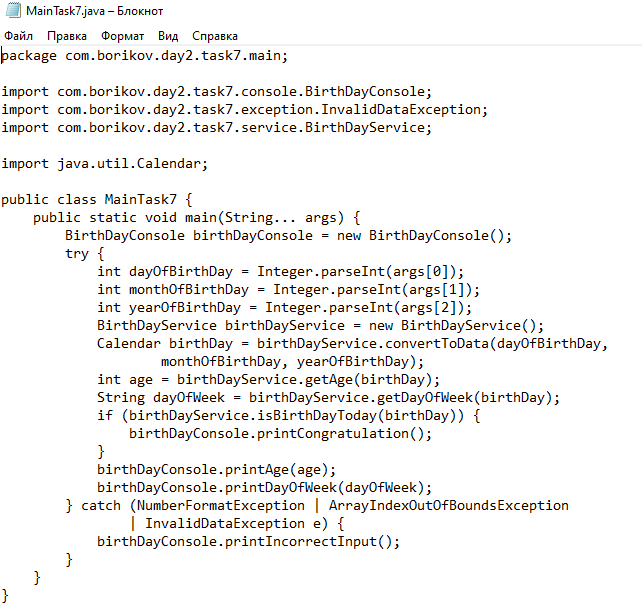 MainTask7.java – Блокнот
Файл Правка Формат Вид Справка
package com.borikov.day2.task7.main;

import com.borikov.day2.task7.console.BirthDayConsole;
import com.borikov.day2.task7.exception.InvalidDataException;
import com.borikov.day2.task7.service.BirthDayService;

import java.util.Calendar;

public class MainTask7 {
    public static void main(String... args) {
        BirthDayConsole birthDayConsole = new BirthDayConsole();
        try {
            int dayOfBirthDay = Integer.parseInt(args[0]);
            int monthOfBirthDay = Integer.parseInt(args[1]);
            int yearOfBirthDay = Integer.parseInt(args[2]);
            BirthDayService birthDayService = new BirthDayService();
            Calendar birthDay = birthDayService.convertToData(dayOfBirthDay,
                    monthOfBirthDay, yearOfBirthDay);
            int age = birthDayService.getAge(birthDay);
            String dayOfWeek = birthDayService.getDayOfWeek(birthDay);
            if (birthDayService.isBirthDayToday(birthDay)) {
                birthDayConsole.printCongratulation();
            }
            birthDayConsole.printAge(age);
            birthDayConsole.printDayOfWeek(dayOfWeek);
        } catch (NumberFormatException | ArrayIndexOutOfBoundsException
                | InvalidDataException e) {
            birthDayConsole.printIncorrectInput();
        }
    }
}